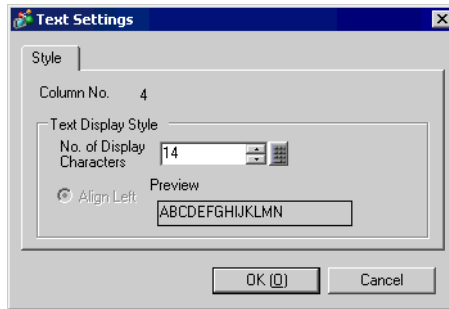 Text Settings
Style
Column No. 4
Text Display Style
No. of Display
Characters
14
Align Left
Preview
ABCDEFGHIJKLMN
OK (O)
Cancel